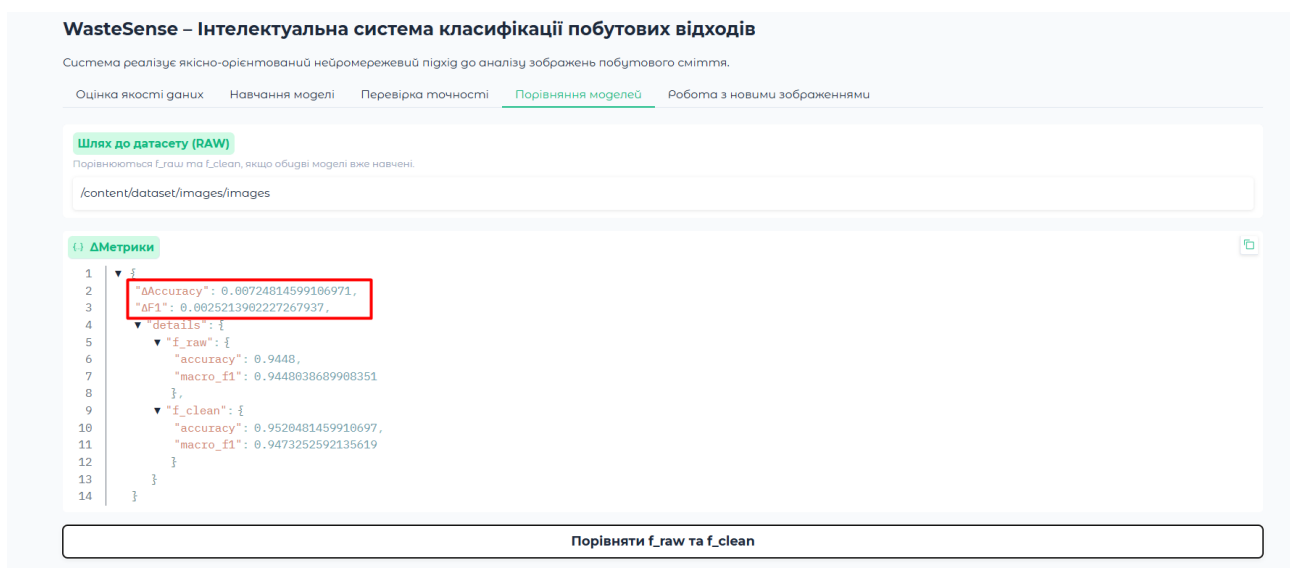 WasteSense – Інтелектуальна система класифікації побутових відходів
Система реалізує якісно-орієнтований нейромережевий підхід до аналізу зображень побутового сміття.
Оцінка якості даних Навчання моделі Перевірка точності Порівняння моделей Робота з новими зображеннями
Шлях до датасету (RAW)
Порівнюються f_raw та f_clean, якщо обидві моделі вже навчені.
/content/dataset/images/images
{.} ΔМетрики
1 ▼ {
2 "ΔAccuracy": 0.00724814599106971,
3 "ΔF1": 0.0025213902227267937,
4 ▼ "details": {
5 ▼ "f_raw": {
6 "accuracy": 0.9448,
7 "macro_f1": 0.9448038689908351
8 },
9 ▼ "f_clean": {
10 "accuracy": 0.9520481459910697,
11 "macro_f1": 0.9473252592135619
12 }
13 }
14 }
Порівняти f_raw та f_clean